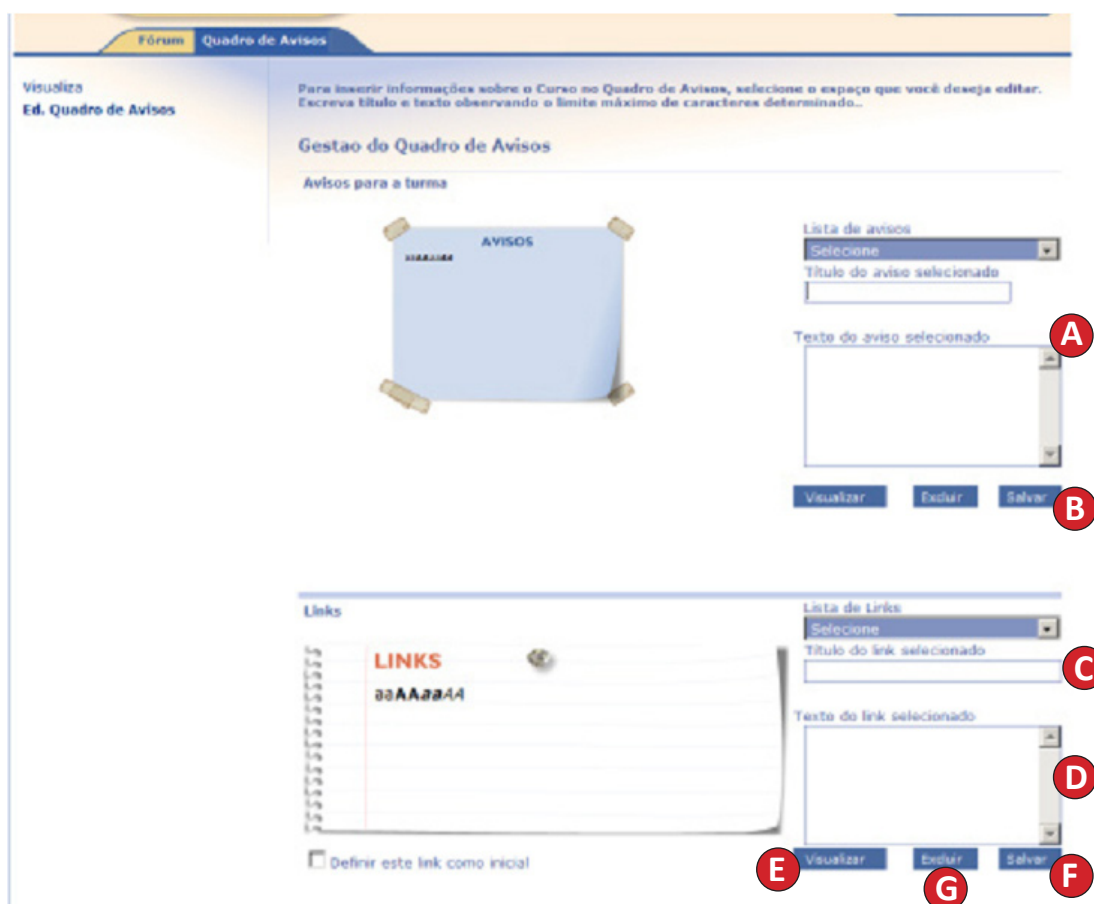 Fórum Quadro de Avisos
Visualiza
Ed. Quadro de Avisos
Para inserir informações sobre o Curso no Quadro de Avisos, selecione o espaço que você deseja editar.
Escreva título e texto observando o limite máximo de caracteres determinado..
Gestao do Quadro de Avisos
Avisos para a turma
AVISOS
aaAAaaAA
Lista de avisos
Selecione
Título do aviso selecionado
A
Texto do aviso selecionado
Visualizar Excluir Salvar
B
Links
LINKS
aaAAaaAA
Lista de Links
Selecione
Título do link selecionado
C
Texto do link selecionado
D
Definir este link como inicial
E
Visualizar Excluir Salvar
F
G